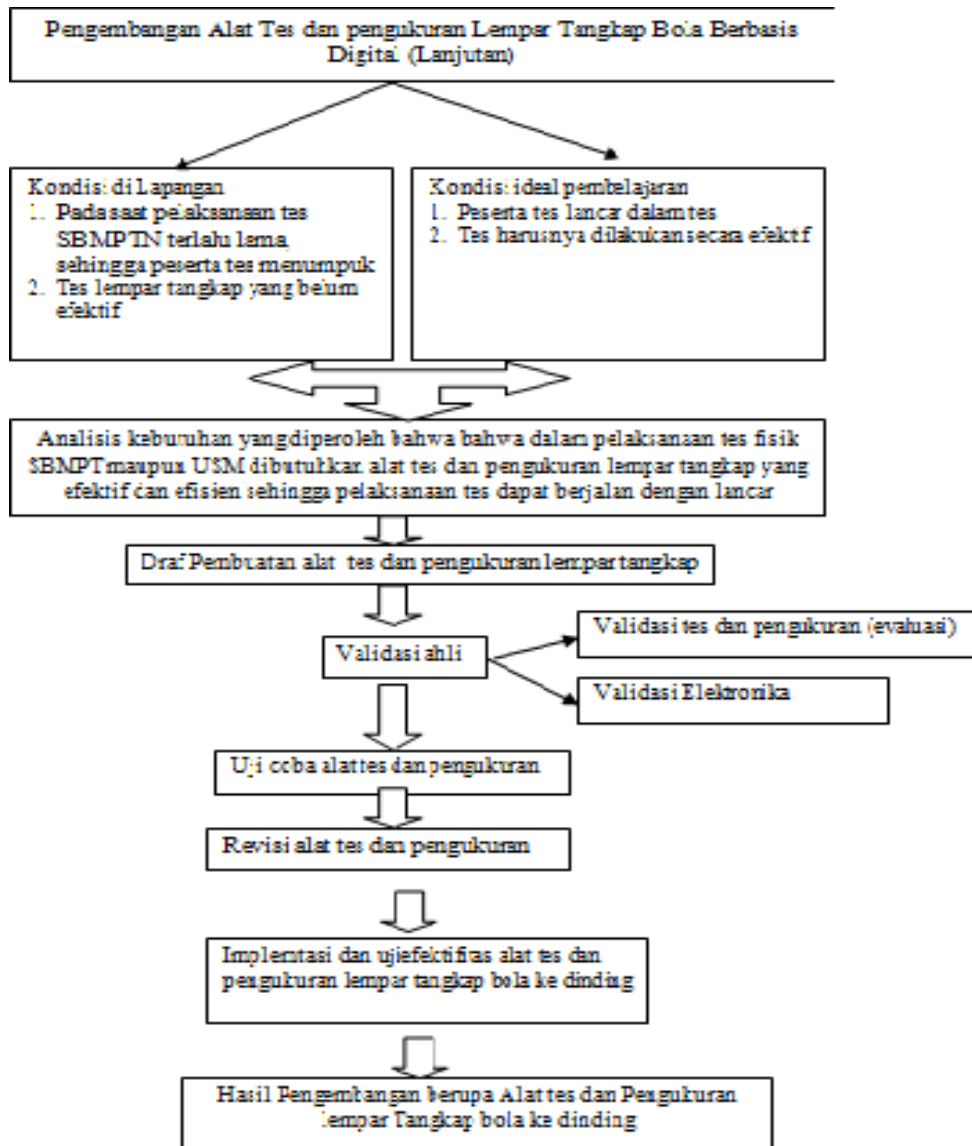 Pengembangan Alat Tes dan pengukuran Lempar Tangkap Bola Berbasis
Digital (Lanjutan)
Kondisi di Lapangan
1. Pada saat pelaksanaan tes
SBMPTN terlalu lama,
sehingga peserta tes menumpuk
2. Tes lempar tangkap yang belum
efektif
Kondisi ideal pembelajaran
1. Peserta tes lancar dalam tes
2. Tes harusnya dilakukan secara efektif
Analisis kebutuhan yang diperoleh bahwa bahwa dalam pelaksanaan tes fisik
SBMPT maupun USM dibutuhkan alat tes dan pengukuran lempar tangkap yang
efektif dan efisien sehingga pelaksanaan tes dapat berjalan dengan lancar
Draf Pembuatan alat tes dan pengukuran lempar tangkap
Validasi ahli
Validasi tes dan pengukuran (evaluasi)
Validasi Elektronika
Uji coba alat tes dan pengukuran
Revisi alat tes dan pengukuran
Implemtasi dan uji efektifitas alat tes dan
pengukuran lempar tangkap bola ke dinding
Hasil Pengembangan berupa Alat tes dan Pengukuran
lempar Tangkap bola ke dinding